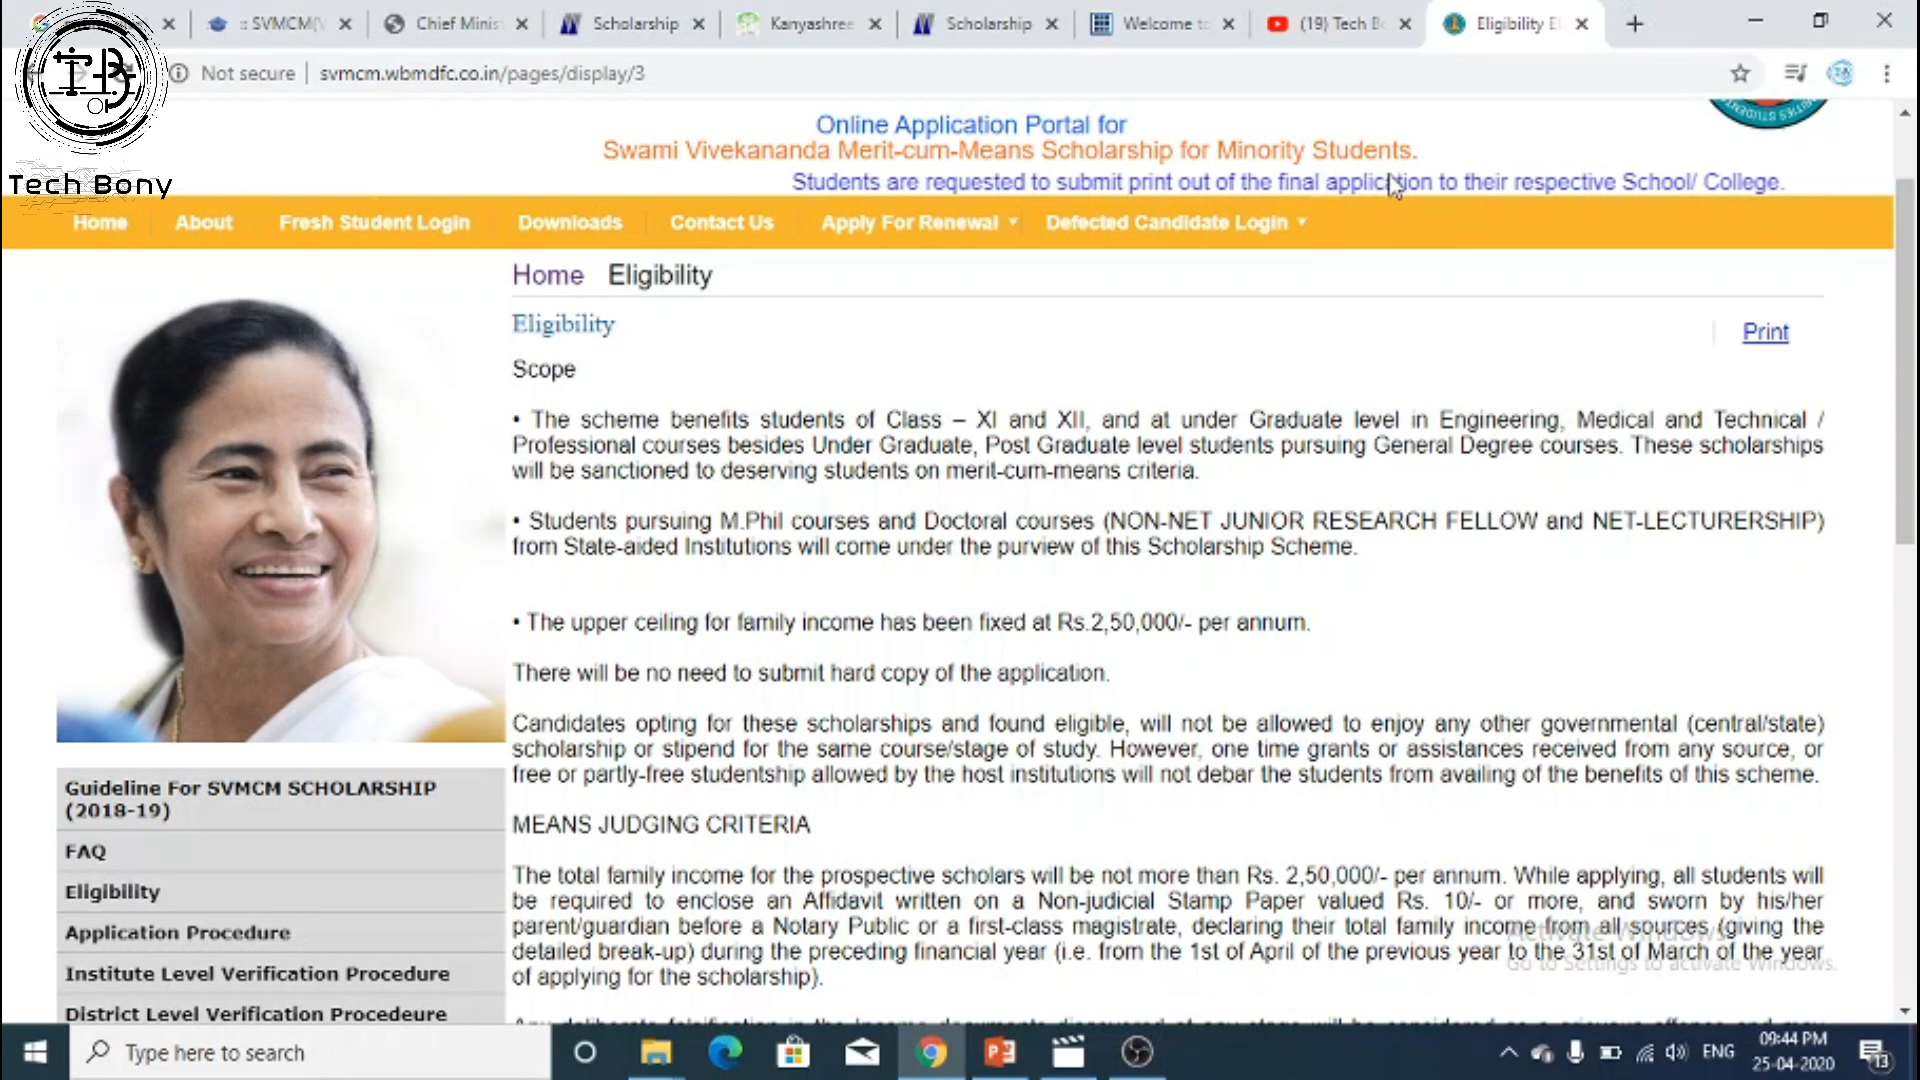 :: SVMCM(
Chief Minis
Scholarship
Kanyashree
Scholarship
Welcome to
(19) Tech B
Eligibility E
Not secure | svmcm.wbmdfc.co.in/pages/display/3
TB
Tech Bony
Online Application Portal for
Swami Vivekananda Merit-cum-Means Scholarship for Minority Students.
Students are requested to submit print out of the final application to their respective School/ College.
Home About Fresh Student Login Downloads Contact Us Apply For Renewal Defected Candidate Login
Home Eligibility
Eligibility
Print
Scope
• The scheme benefits students of Class – XI and XII, and at under Graduate level in Engineering, Medical and Technical /
Professional courses besides Under Graduate, Post Graduate level students pursuing General Degree courses. These scholarships
will be sanctioned to deserving students on merit-cum-means criteria.
• Students pursuing M.Phil courses and Doctoral courses (NON-NET JUNIOR RESEARCH FELLOW and NET-LECTURERSHIP)
from State-aided Institutions will come under the purview of this Scholarship Scheme.
• The upper ceiling for family income has been fixed at Rs.2,50,000/- per annum.
There will be no need to submit hard copy of the application.
Candidates opting for these scholarships and found eligible, will not be allowed to enjoy any other governmental (central/state)
scholarship or stipend for the same course/stage of study. However, one time grants or assistances received from any source, or
free or partly-free studentship allowed by the host institutions will not debar the students from availing of the benefits of this scheme.
MEANS JUDGING CRITERIA
The total family income for the prospective scholars will be not more than Rs. 2,50,000/- per annum. While applying, all students will
be required to enclose an Affidavit written on a Non-judicial Stamp Paper valued Rs. 10/- or more, and sworn by his/her
parent/guardian before a Notary Public or a first-class magistrate, declaring their total family income from all sources (giving the
detailed break-up) during the preceding financial year (i.e. from the 1st of April of the previous year to the 31st of March of the year
of applying for the scholarship).
Guideline For SVMCM SCHOLARSHIP
(2018-19)
FAQ
Eligibility
Application Procedure
Institute Level Verification Procedure
District Level Verification Procedeure
Activate Windows
Go to Settings to activate Windows.
Type here to search
ENG
09:44 PM
25-04-2020
13